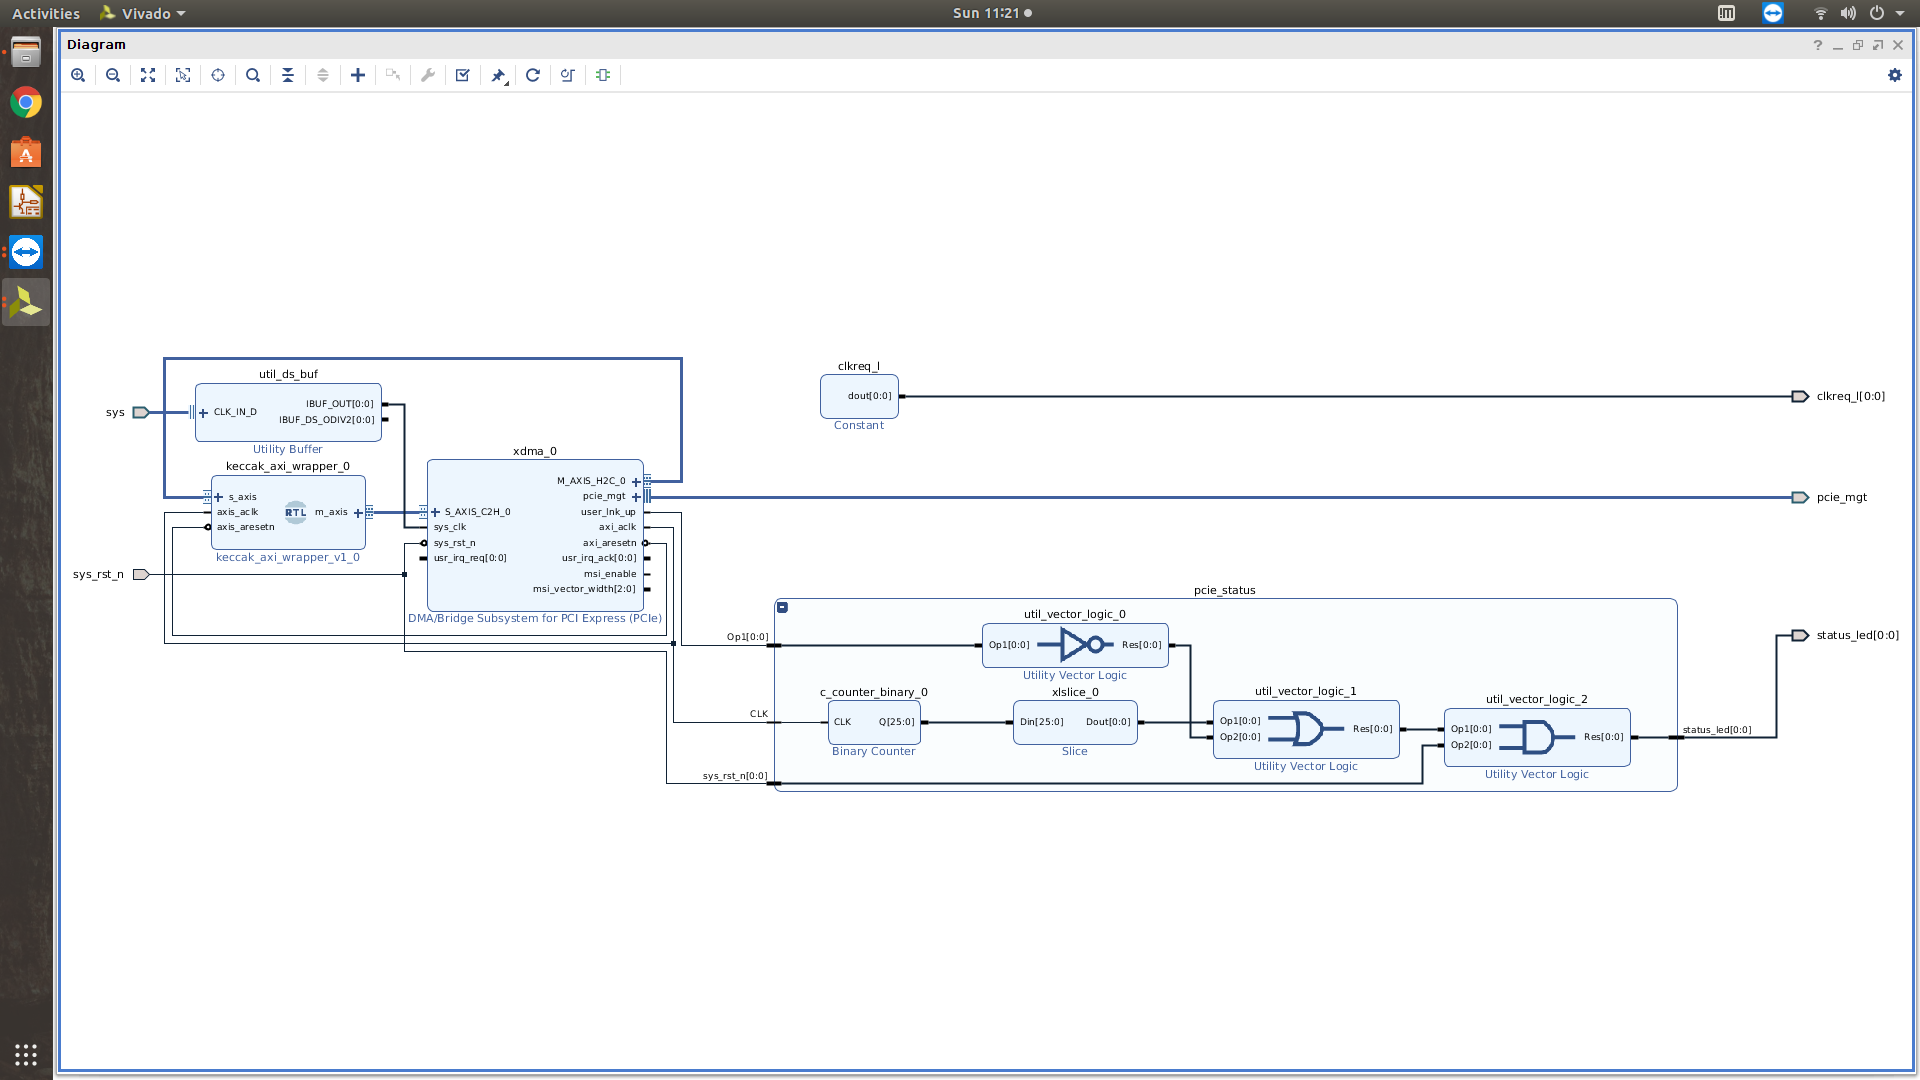 Activities
Vivado
Sun 11:21
Diagram
clkreq_l
dout[0:0]
Constant
clkreq_l[0:0]
util_ds_buf
sys
CLK_IN_D
IBUF_OUT[0:0]
IBUF_DS_ODIV2[0:0]
Utility Buffer
keccak_axi_wrapper_0
s_axis
axis_aclk
axis_aresetn
RTL
m_axis
keccak_axi_wrapper_v1_0
sys_rst_n
xdma_0
S_AXIS_C2H_0
sys_clk
sys_rst_n
usr_irq_req[0:0]
M_AXIS_H2C_0
pcie_mgt
user_lnk_up
axi_aclk
axi_aresetn
usr_irq_ack[0:0]
msi_enable
msi_vector_width[2:0]
DMA/Bridge Subsystem for PCI Express (PCIe)
pcie_mgt
pcie_status
Op1[0:0]
CLK
sys_rst_n[0:0]
util_vector_logic_0
Op1[0:0]
Res[0:0]
Utility Vector Logic
c_counter_binary_0
CLK
Q[25:0]
Binary Counter
xlslice_0
Din[25:0]
Dout[0:0]
Slice
util_vector_logic_1
Op1[0:0]
Op2[0:0]
Res[0:0]
Utility Vector Logic
util_vector_logic_2
Op1[0:0]
Op2[0:0]
Res[0:0]
Utility Vector Logic
status_led[0:0]
status_led[0:0]